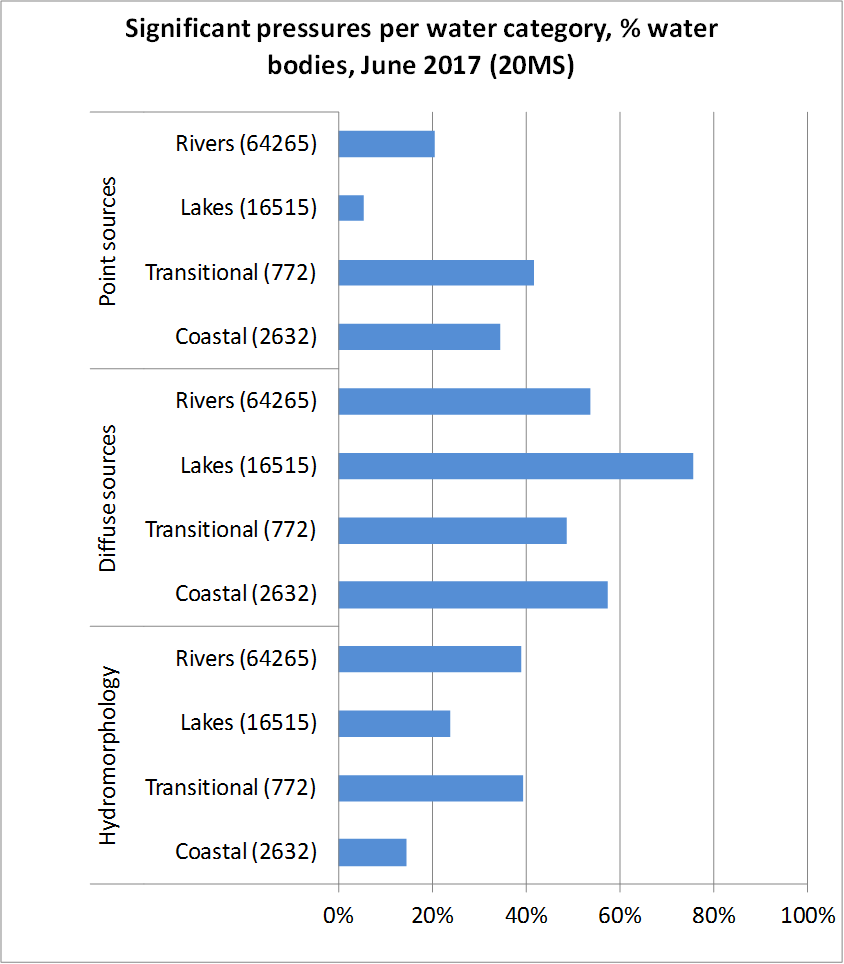 Significant pressures per water category, % water
bodies, June 2017 (20MS)
Point sources
Rivers (64265)
Lakes (16515)
Transitional (772)
Coastal (2632)
Diffuse sources
Rivers (64265)
Lakes (16515)
Transitional (772)
Coastal (2632)
Hydromorphology
Rivers (64265)
Lakes (16515)
Transitional (772)
Coastal (2632)
0% 20% 40% 60% 80% 100%